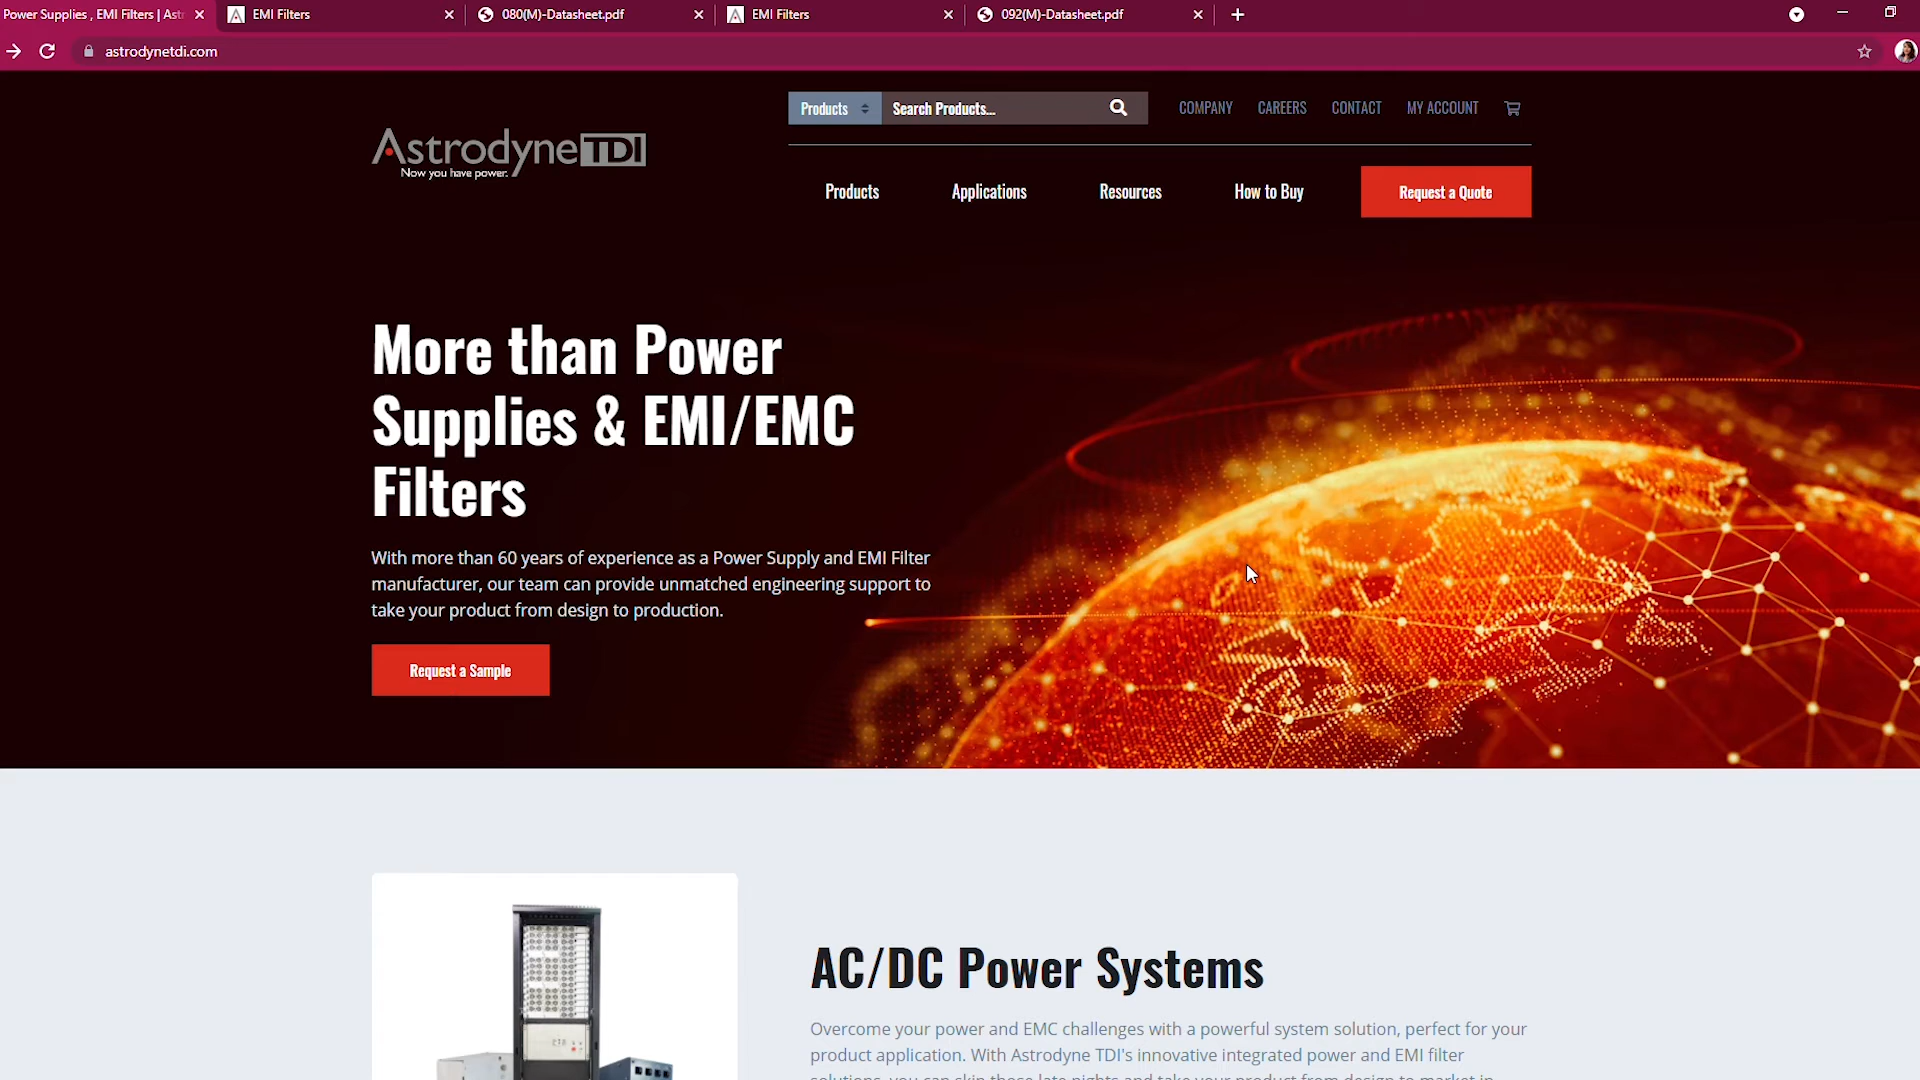 Power Supplies , EMI Filters | Astr
EMI Filters
080(M)-Datasheet.pdf
EMI Filters
092(M)-Datasheet.pdf
astrodynetdi.com
Products
Search Products...
COMPANY
CAREERS
CONTACT
MY ACCOUNT
AstrodyneTDI
Now you have power.
Products
Applications
Resources
How to Buy
Request a Quote
More than Power
Supplies & EMI/EMC
Filters
With more than 60 years of experience as a Power Supply and EMI Filter
manufacturer, our team can provide unmatched engineering support to
take your product from design to production.
Request a Sample
AC/DC Power Systems
Overcome your power and EMC challenges with a powerful system solution, perfect for your
product application. With Astrodyne TDI's innovative integrated power and EMI filter
solutions, you can skip those late nights and take your product from design to market in